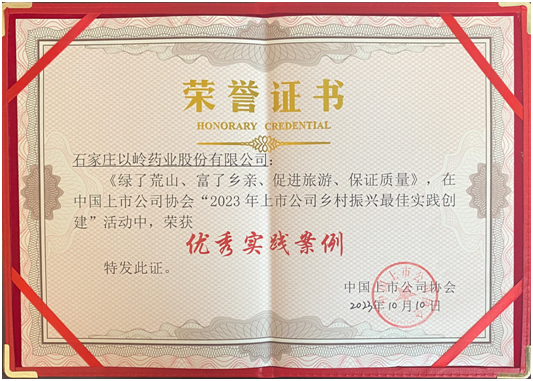 荣誉证书
HONORARY CREDENTIAL
石家庄以岭药业股份有限公司:
《绿了荒山、富了乡亲、促进旅游、保证质量》，在
中国上市公司协会“2023年上市公司乡村振兴最佳实践创
建”活动中，荣获
优秀实践案例
特发此证。
中国上市公司协会
2023年10月10日